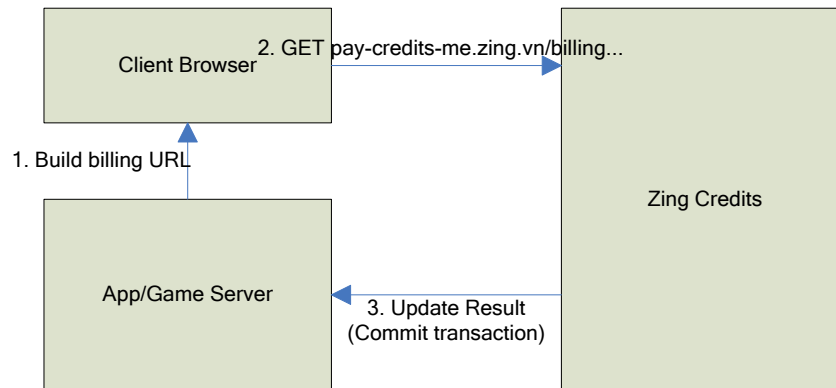 2. GET pay-credits-me.zing.vn/billing...
Client Browser
1. Build billing URL
Zing Credits
App/Game Server
3. Update Result
(Commit transaction)